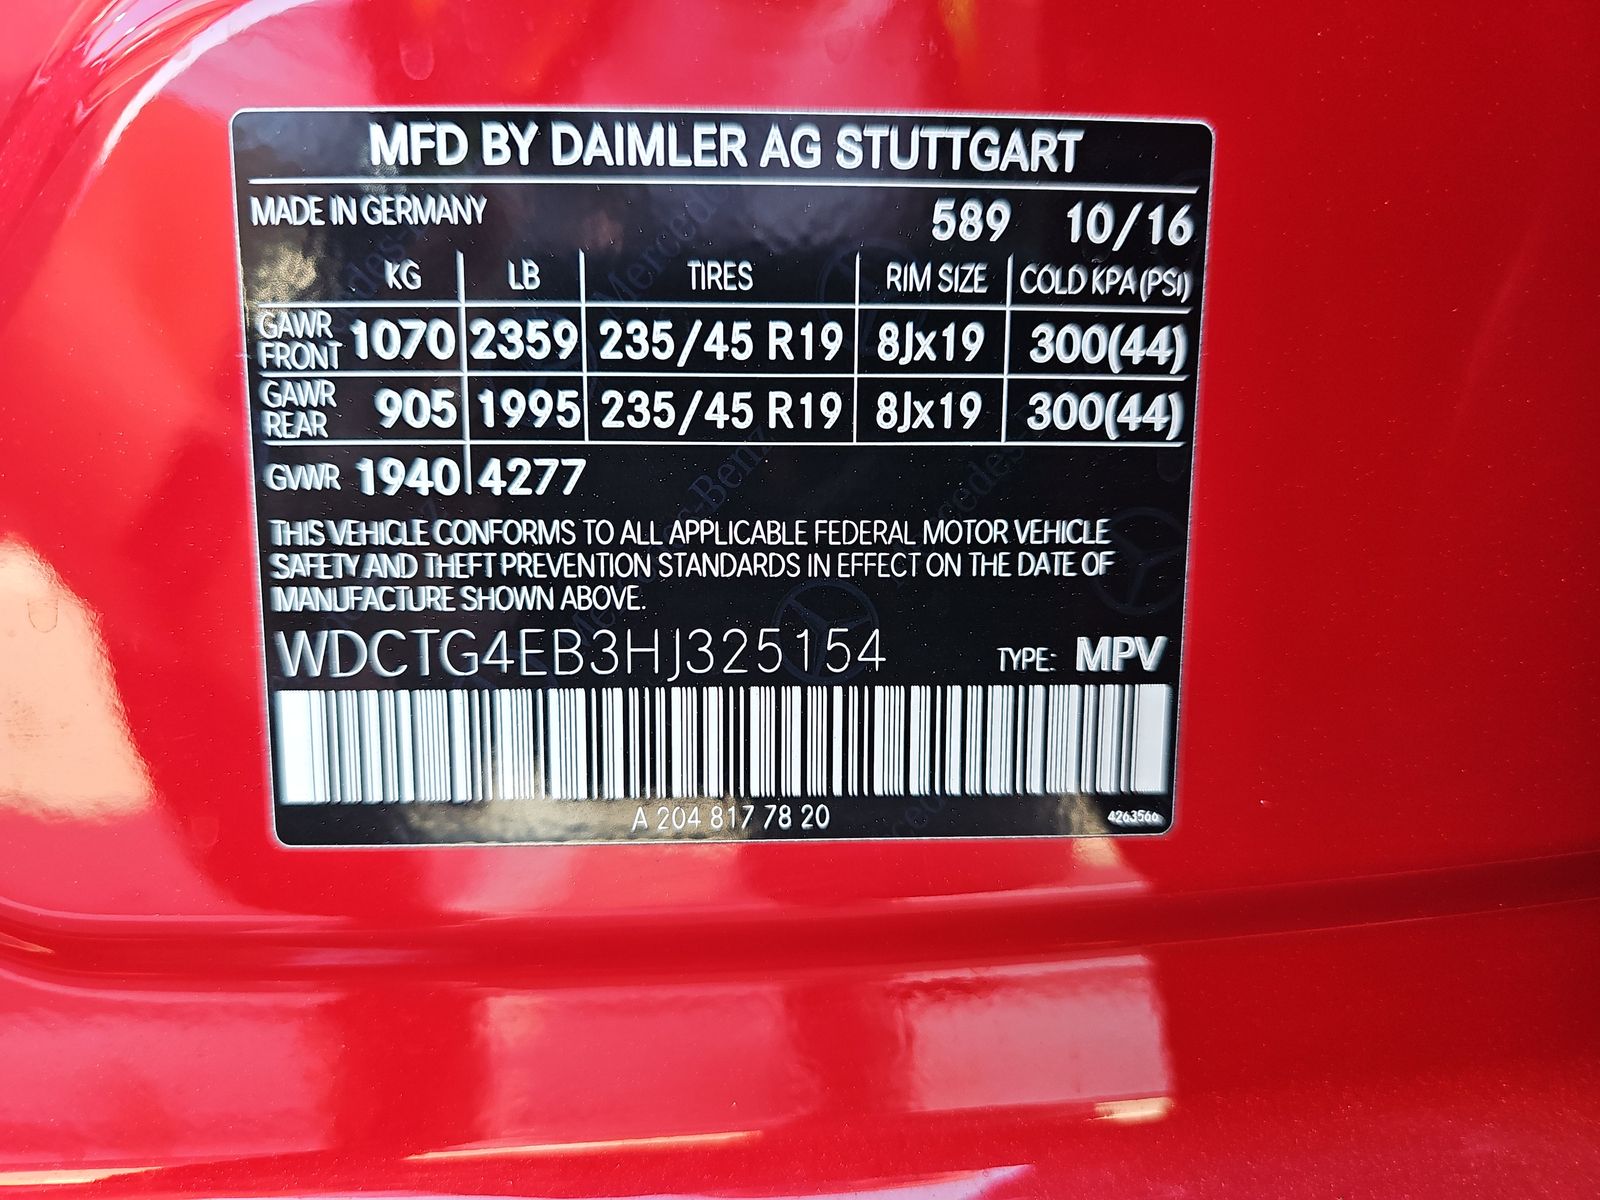 MFD BY DAIMLER AG STUTTGART
MADE IN GERMANY 589 10/16
KG LB TIRES RIM SIZE COLD KPA (PSI)
GAWR FRONT 1070 2359 235/45 R19 8Jx19 300(44)
GAWR REAR 905 1995 235/45 R19 8Jx19 300(44)
GVWR 1940 4277
THIS VEHICLE CONFORMS TO ALL APPLICABLE FEDERAL MOTOR VEHICLE
SAFETY AND THEFT PREVENTION STANDARDS IN EFFECT ON THE DATE OF
MANUFACTURE SHOWN ABOVE.
WDCTG4EB3HJ325154 TYPE: MPV
A 204 817 78 20 4263566